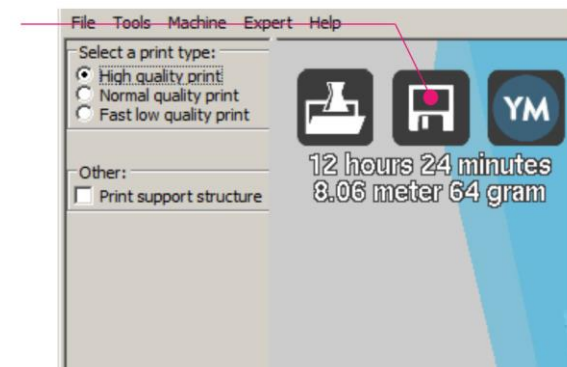 File Tools Machine Expert Help
Select a print type:
High quality print
Normal quality print
Fast low quality print
Other:
Print support structure
YM
12 hours 24 minutes
8.06 meter 64 gram